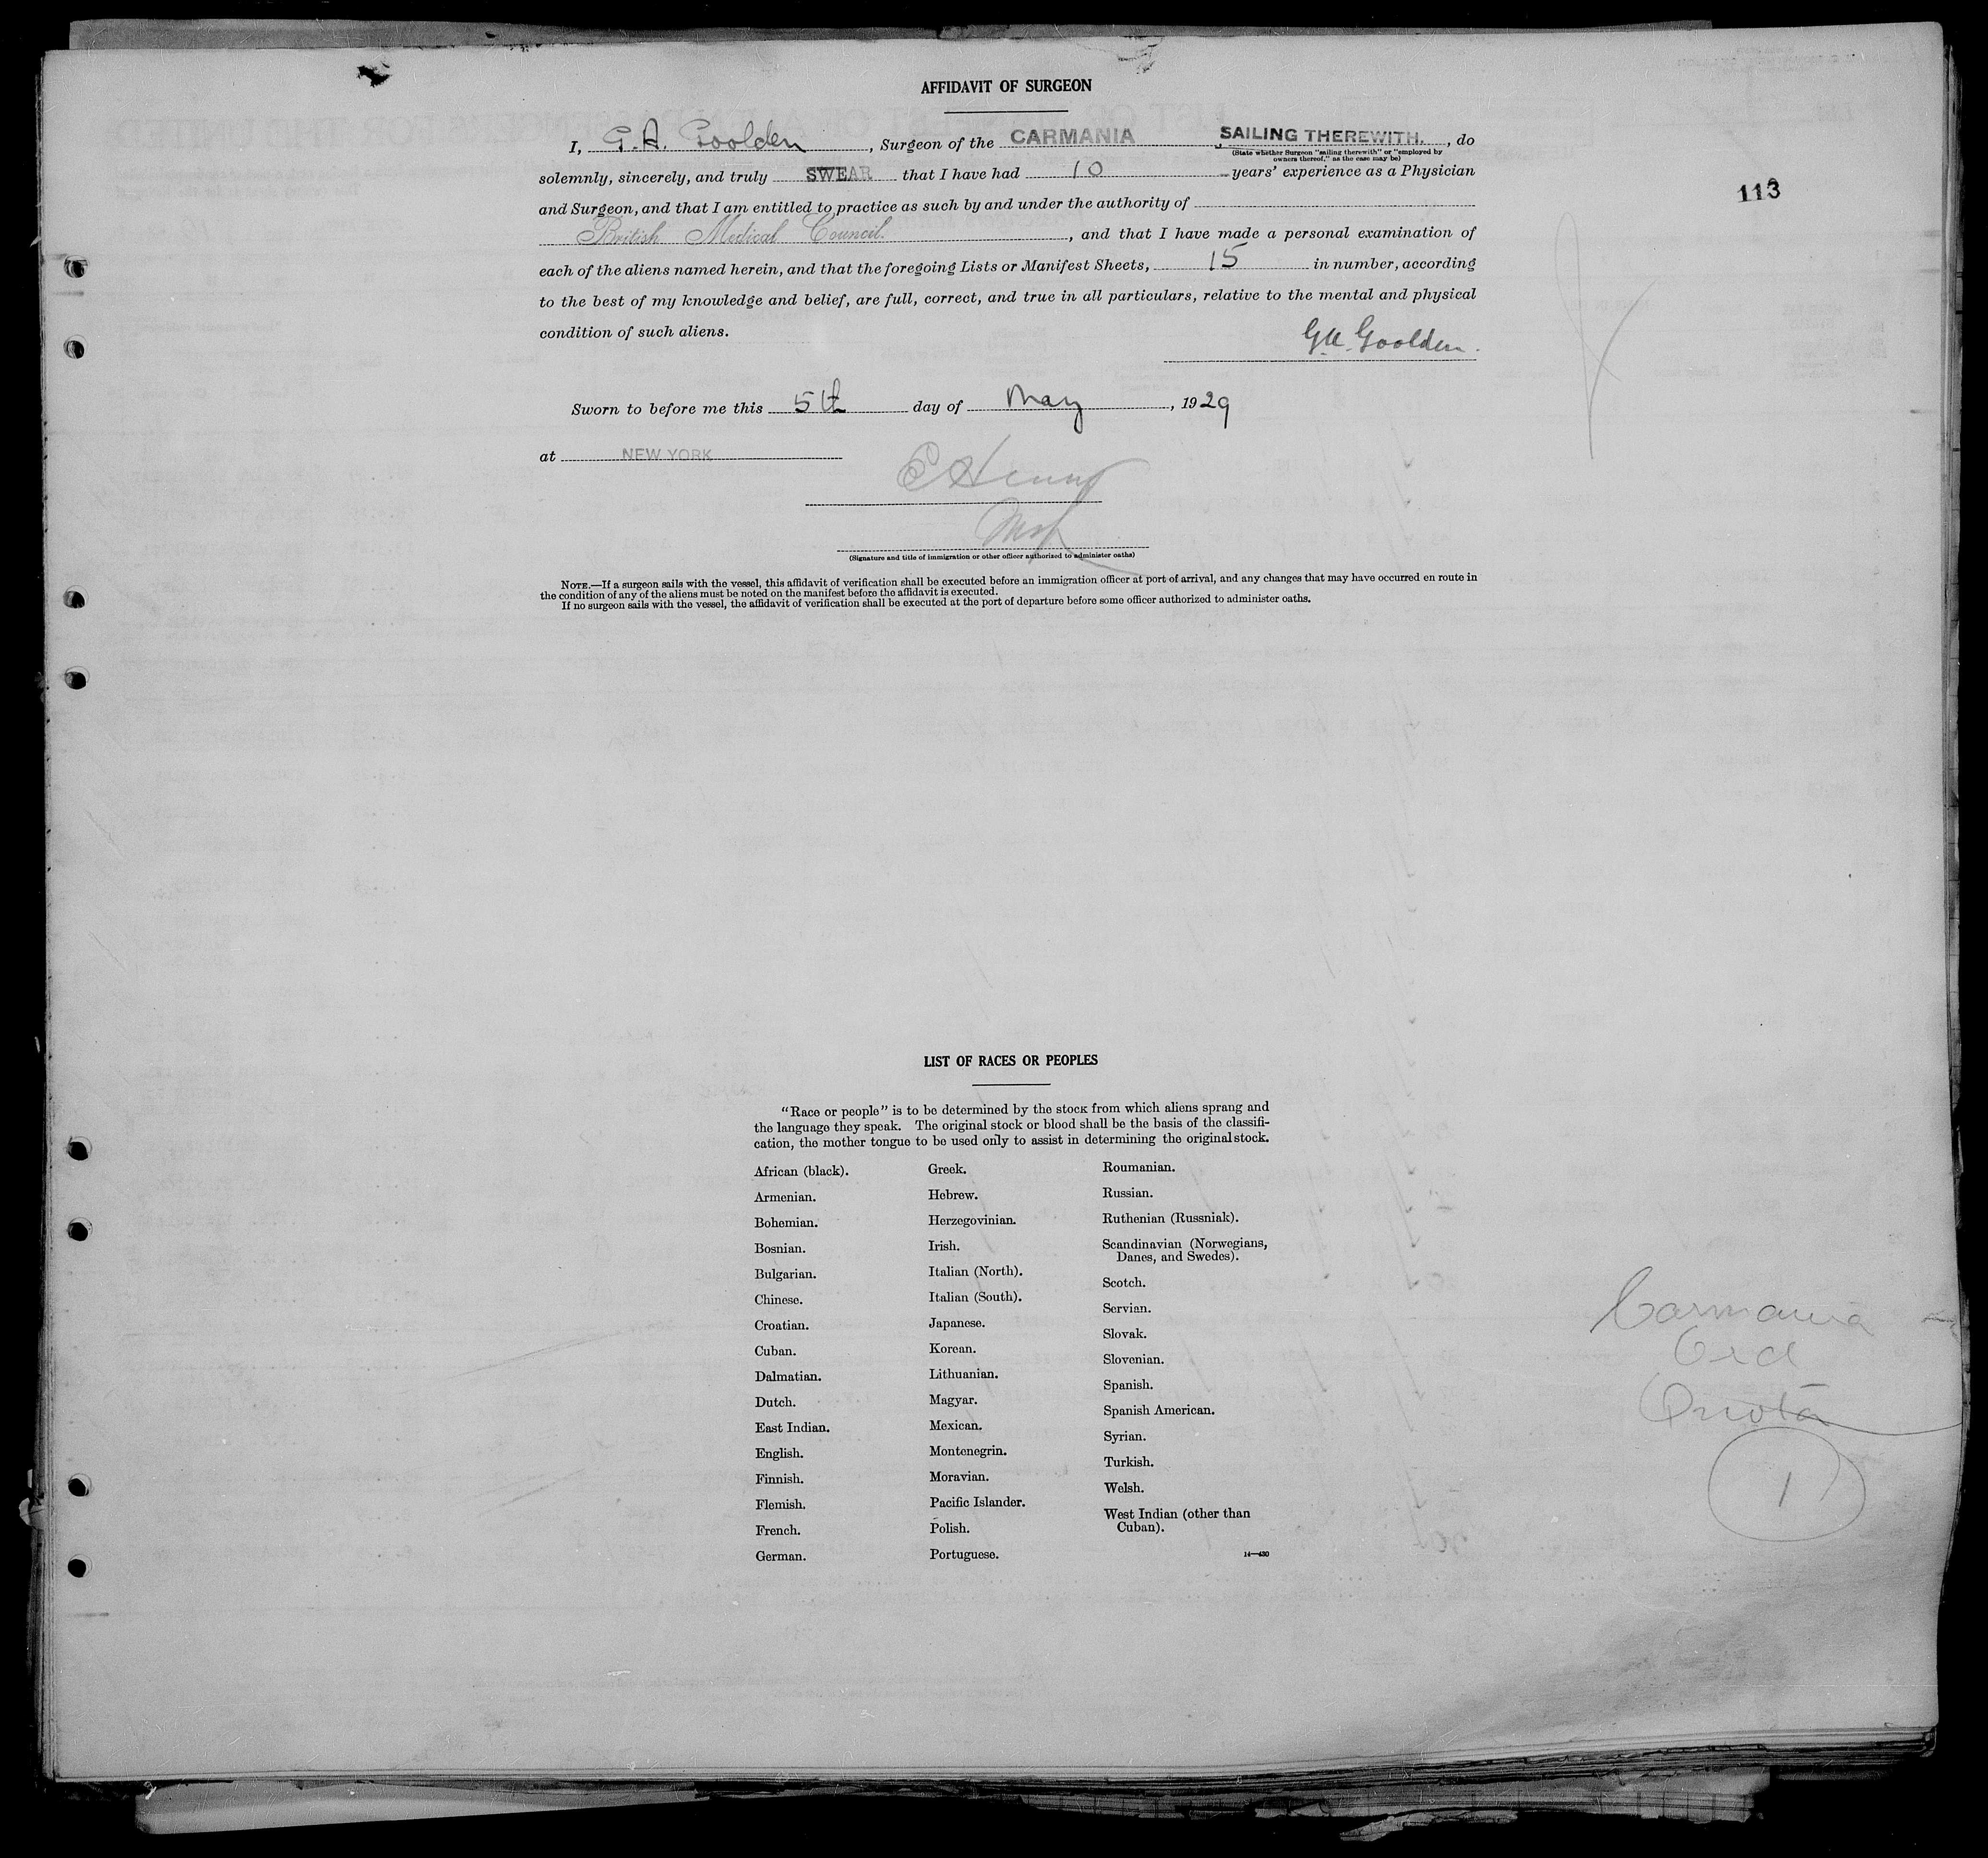 AFFIDAVIT OF SURGEON
I, G. A. Goolden, Surgeon of the CARMANIA, SAILING THEREWITH., do
(State whether Surgeon "sailing therewith" or "employed by
owners thereof," as the case may be)
solemnly, sincerely, and truly SWEAR that I have had 10 years' experience as a Physician
113
and Surgeon, and that I am entitled to practice as such by and under the authority of
British Medical Council., and that I have made a personal examination of
each of the aliens named herein, and that the foregoing Lists or Manifest Sheets, 15 in number, according
to the best of my knowledge and belief, are full, correct, and true in all particulars, relative to the mental and physical
condition of such aliens.
G. A. Goolden.
Sworn to before me this 5th day of May, 1929
at NEW YORK
(Signature and title of immigration or other officer authorized to administer oaths)
NOTE.—If a surgeon sails with the vessel, this affidavit of verification shall be executed before an immigration officer at port of arrival, and any changes that may have occurred en route in
the condition of any of the aliens must be noted on the manifest before the affidavit is executed.
If no surgeon sails with the vessel, the affidavit of verification shall be executed at the port of departure before some officer authorized to administer oaths.
LIST OF RACES OR PEOPLES
"Race or people" is to be determined by the stock from which aliens sprang and
the language they speak. The original stock or blood shall be the basis of the classifi-
cation, the mother tongue to be used only to assist in determining the original stock.
African (black).
Armenian.
Bohemian.
Bosnian.
Bulgarian.
Chinese.
Croatian.
Cuban.
Dalmatian.
Dutch.
East Indian.
English.
Finnish.
Flemish.
French.
German.
Greek.
Hebrew.
Herzegovinian.
Irish.
Italian (North).
Italian (South).
Japanese.
Korean.
Lithuanian.
Magyar.
Mexican.
Montenegrin.
Moravian.
Pacific Islander.
Polish.
Portuguese.
Roumanian.
Russian.
Ruthenian (Russniak).
Scandinavian (Norwegians,
Danes, and Swedes).
Scotch.
Servian.
Slovak.
Slovenian.
Spanish.
Spanish American.
Syrian.
Turkish.
Welsh.
West Indian (other than
Cuban).
14—430
Carmania
Quota
1